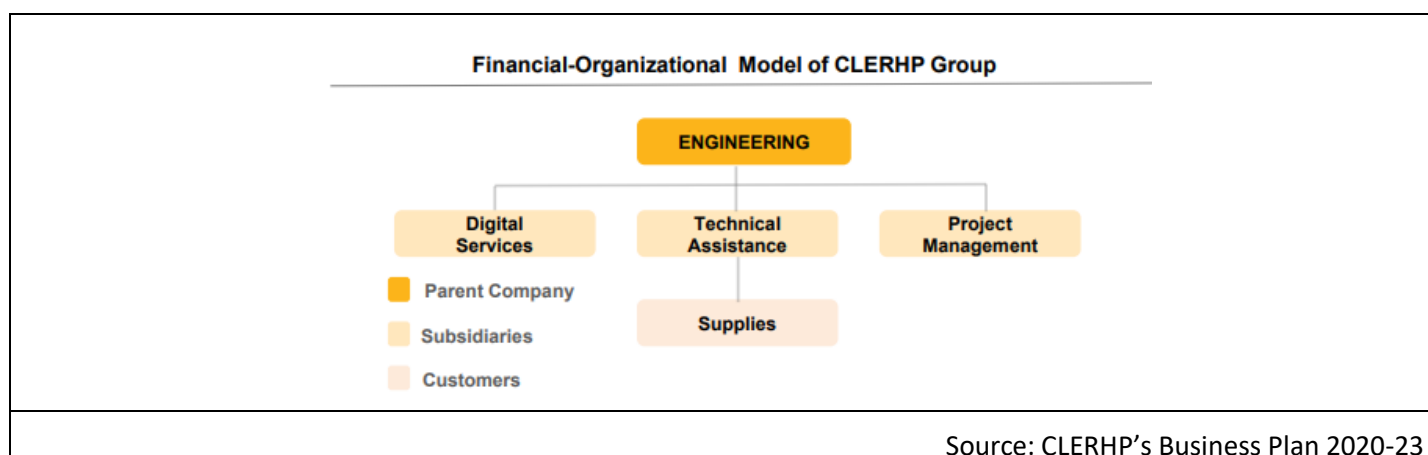 Financial-Organizational Model of CLERHP Group
ENGINEERING
Digital
Services
Technical
Assistance
Project
Management
Parent Company
Supplies
Subsidiaries
Customers
Source: CLERHP's Business Plan 2020-23